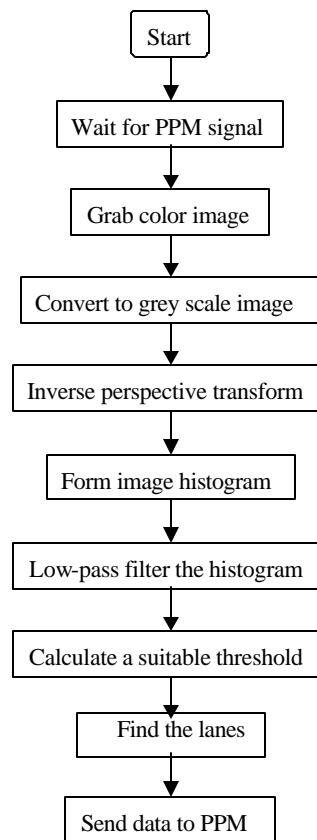 Start
Wait for PPM signal
Grab color image
Convert to grey scale image
Inverse perspective transform
Form image histogram
Low-pass filter the histogram
Calculate a suitable threshold
Find the lanes
Send data to PPM